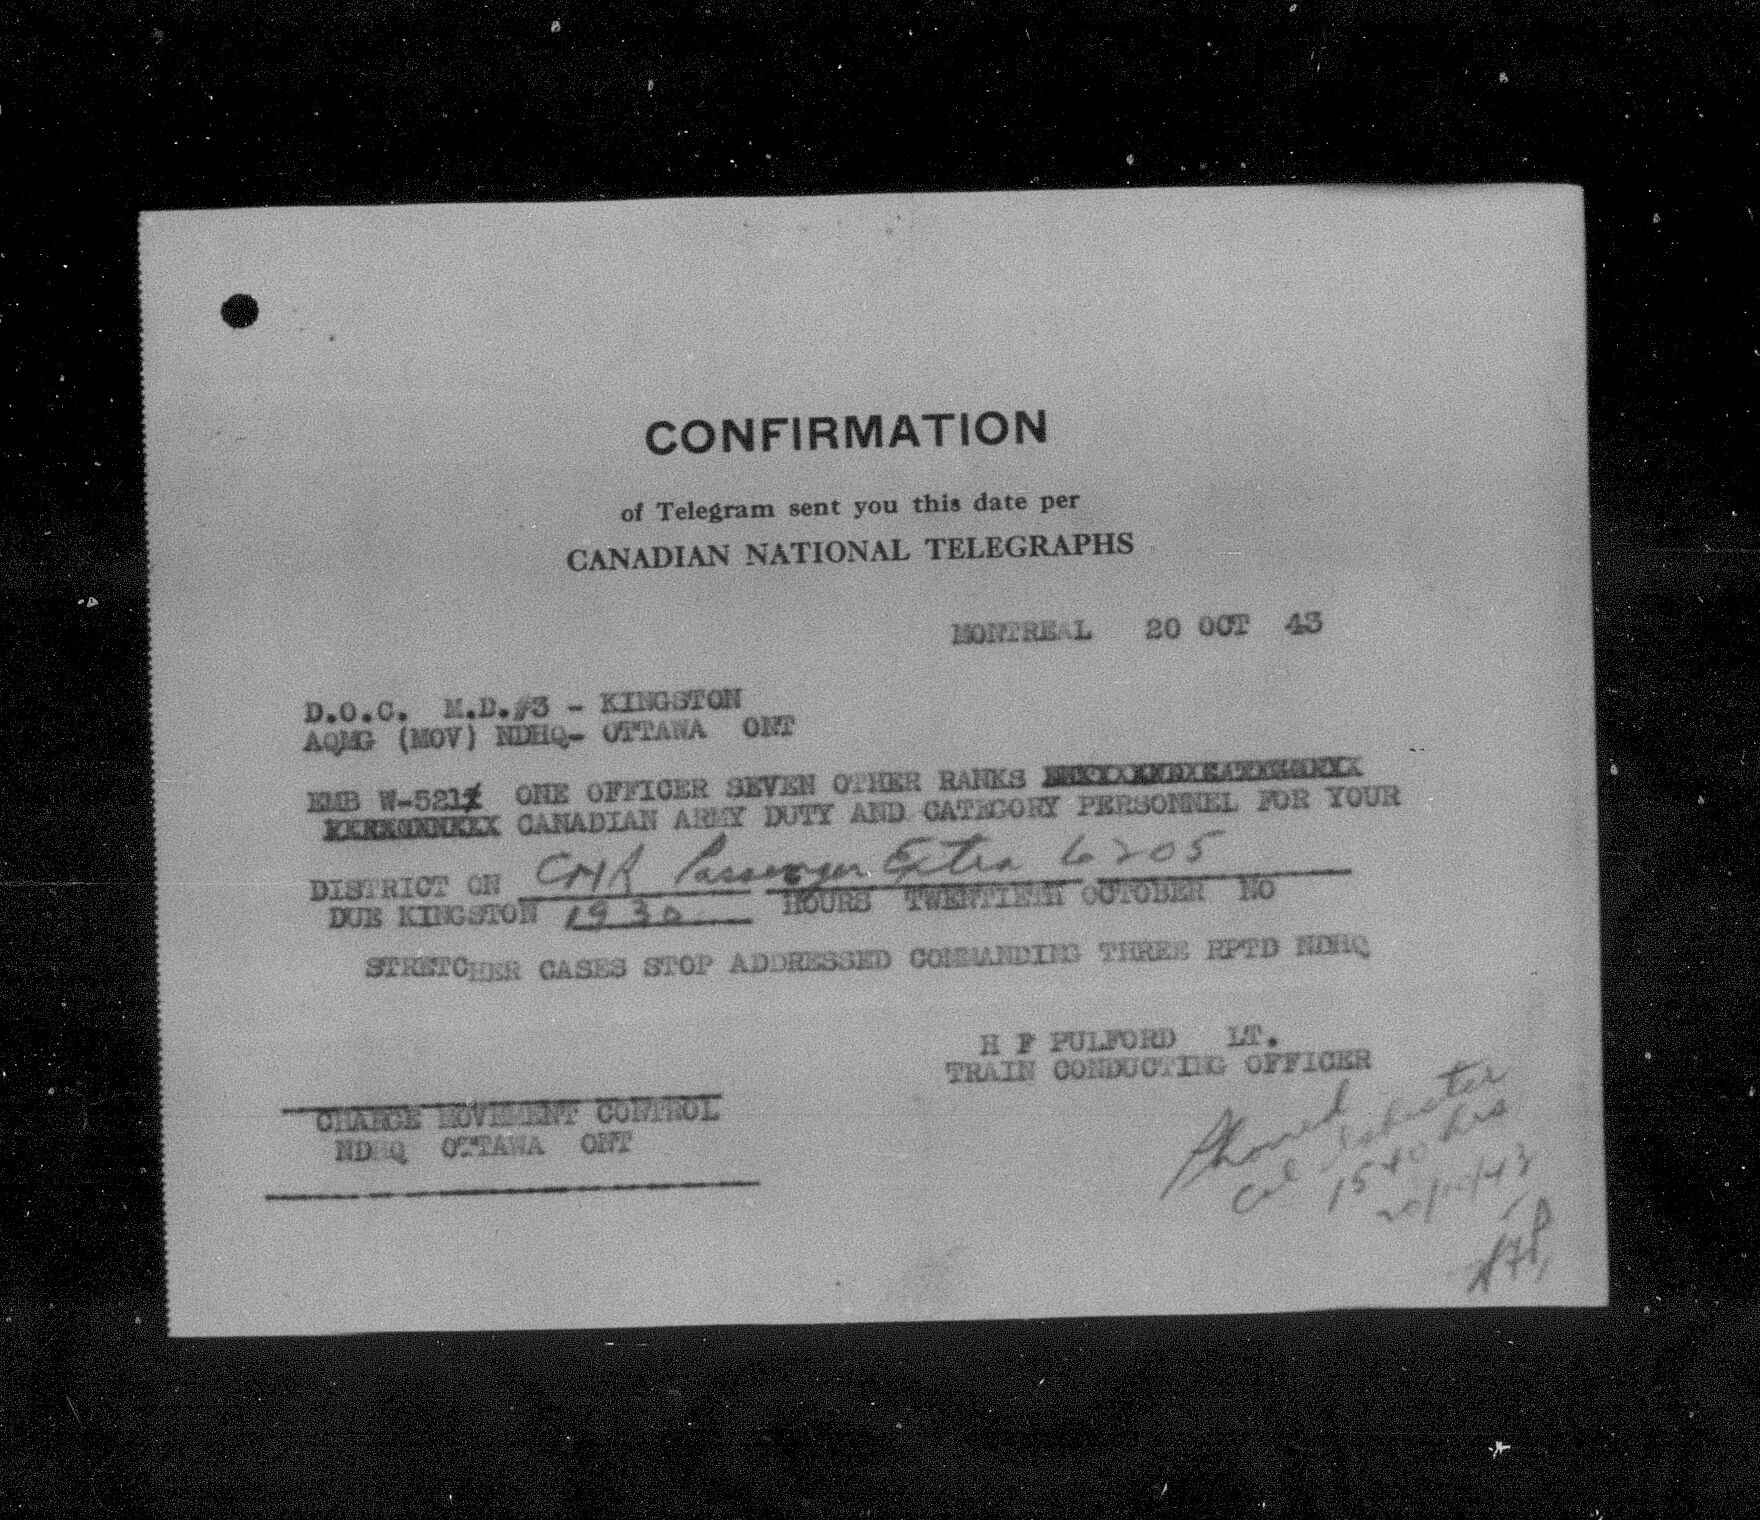 CONFIRMATION
of Telegram sent you this date per
CANADIAN NATIONAL TELEGRAPHS
MONTREAL 20 OCT 43
D.O.C. M.D.#3 - KINGSTON
AQMG (MOV) NDHQ- OTTAWA ONT
EMB W-521 ONE OFFICER SEVEN OTHER RANKS
CANADIAN ARMY DUTY AND CATEGORY PERSONNEL FOR YOUR
DISTRICT ON CNR Passenger Extra 6205
DUE KINGSTON 1930 HOURS TWENTIETH OCTOBER NO
STRETCHER CASES STOP ADDRESSED COMMANDING THREE RPTD NDHQ
H F PULFORD LT.
TRAIN CONDUCTING OFFICER
CHARGE MOVEMENT CONTROL
NDHQ OTTAWA ONT
Phoned
Col
1540 hrs
20/10/43